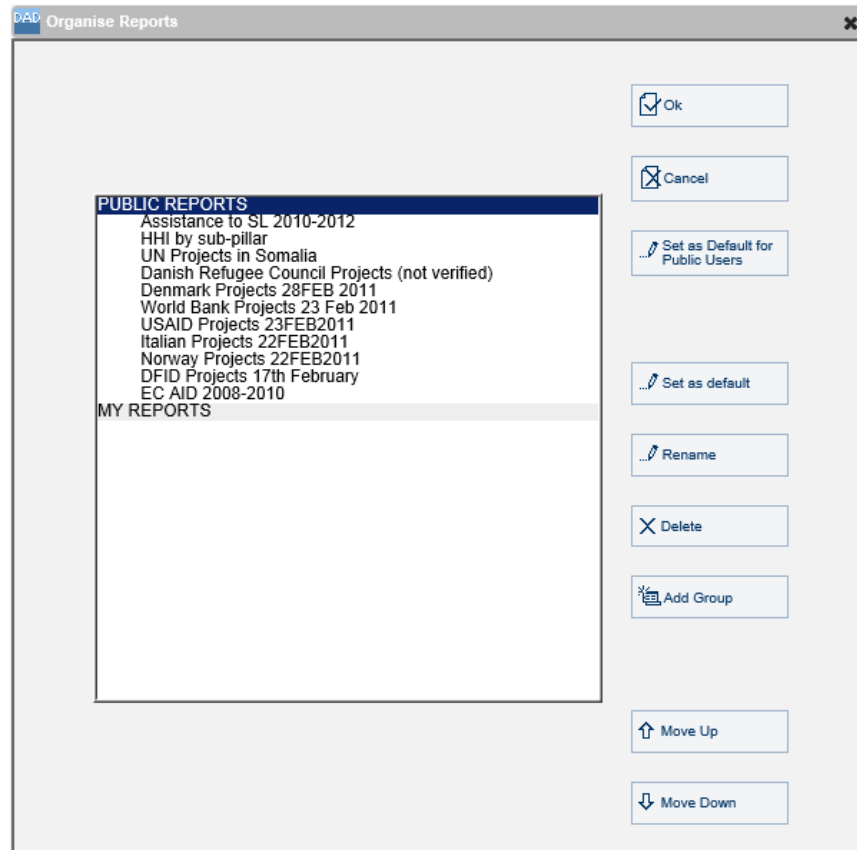 DAD Organise Reports
Ok
Cancel
Set as Default for
Public Users
PUBLIC REPORTS
Assistance to SL 2010-2012
HHI by sub-pillar
UN Projects in Somalia
Danish Refugee Council Projects (not verified)
Denmark Projects 28FEB 2011
World Bank Projects 23 Feb 2011
USAID Projects 23FEB2011
Italian Projects 22FEB2011
Norway Projects 22FEB2011
DFID Projects 17th February
EC AID 2008-2010
MY REPORTS
Set as default
Rename
Delete
Add Group
Move Up
Move Down